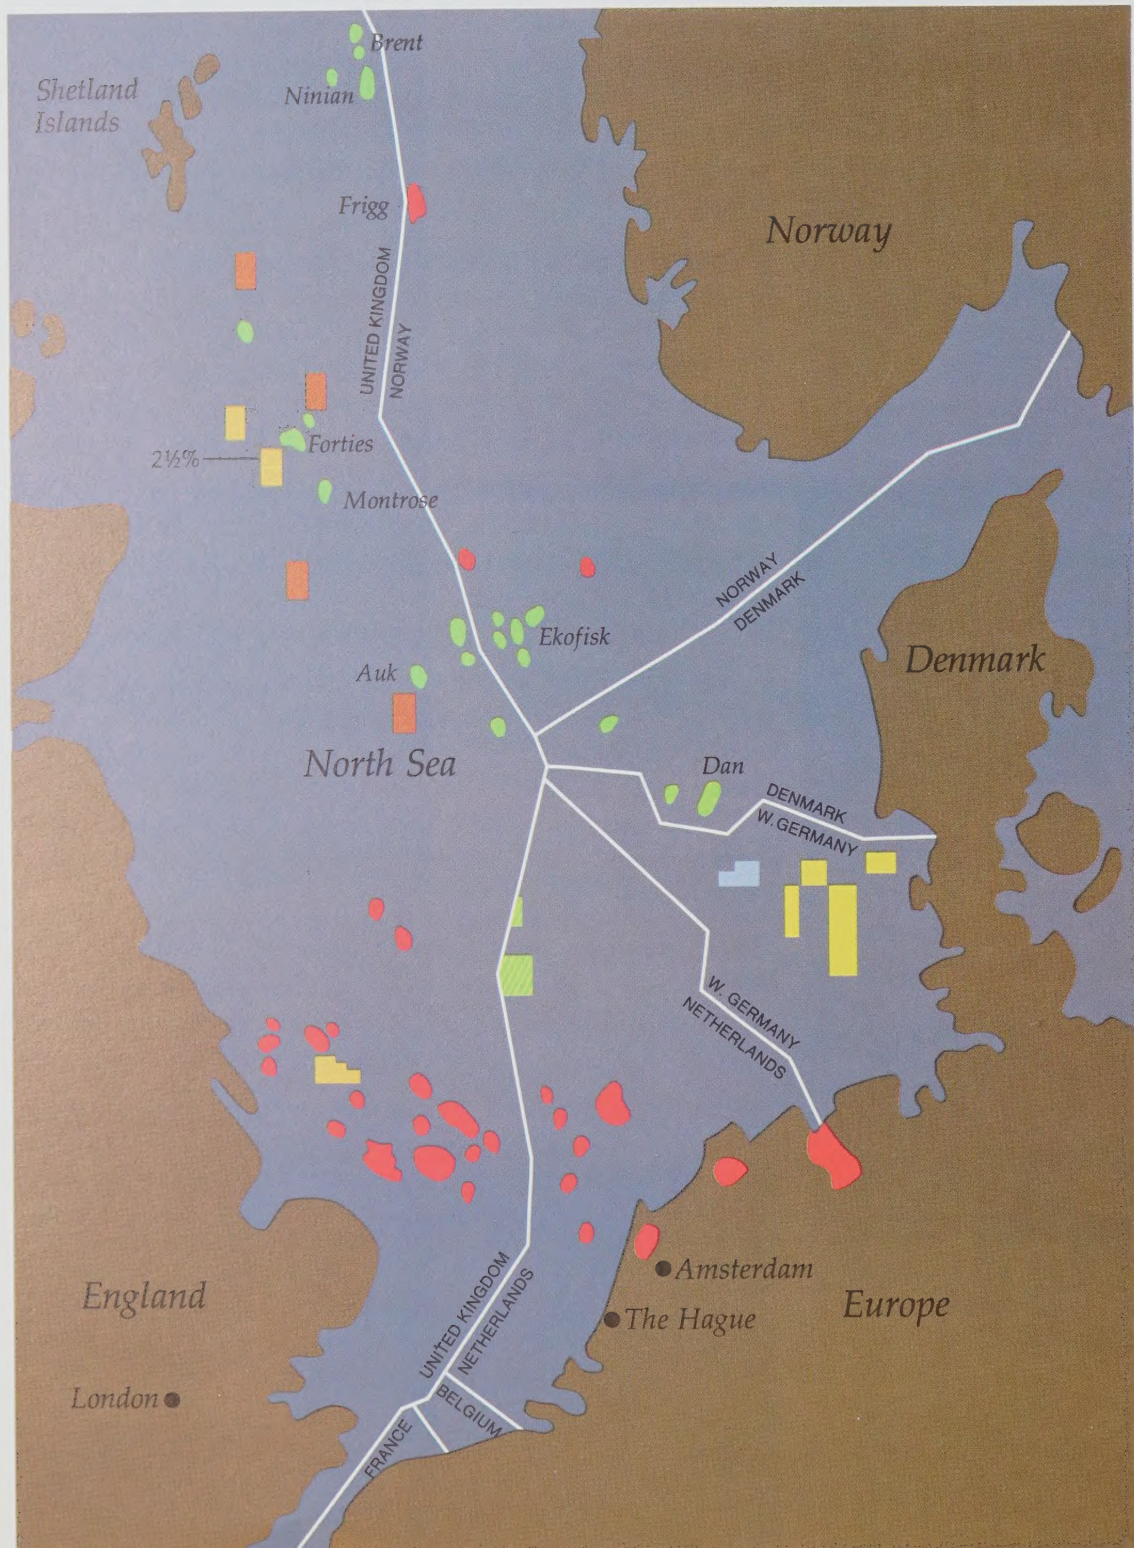 Brent
Shetland
Islands
Ninian
Frigg
Norway
UNITED KINGDOM
NORWAY
Forties
2½%
Montrose
NORWAY
DENMARK
Ekofisk
Denmark
Auk
North Sea
Dan
DENMARK
W. GERMANY
W. GERMANY
NETHERLANDS
UNITED KINGDOM
NETHERLANDS
Amsterdam
England
Europe
The Hague
London
BELGIUM
FRANCE